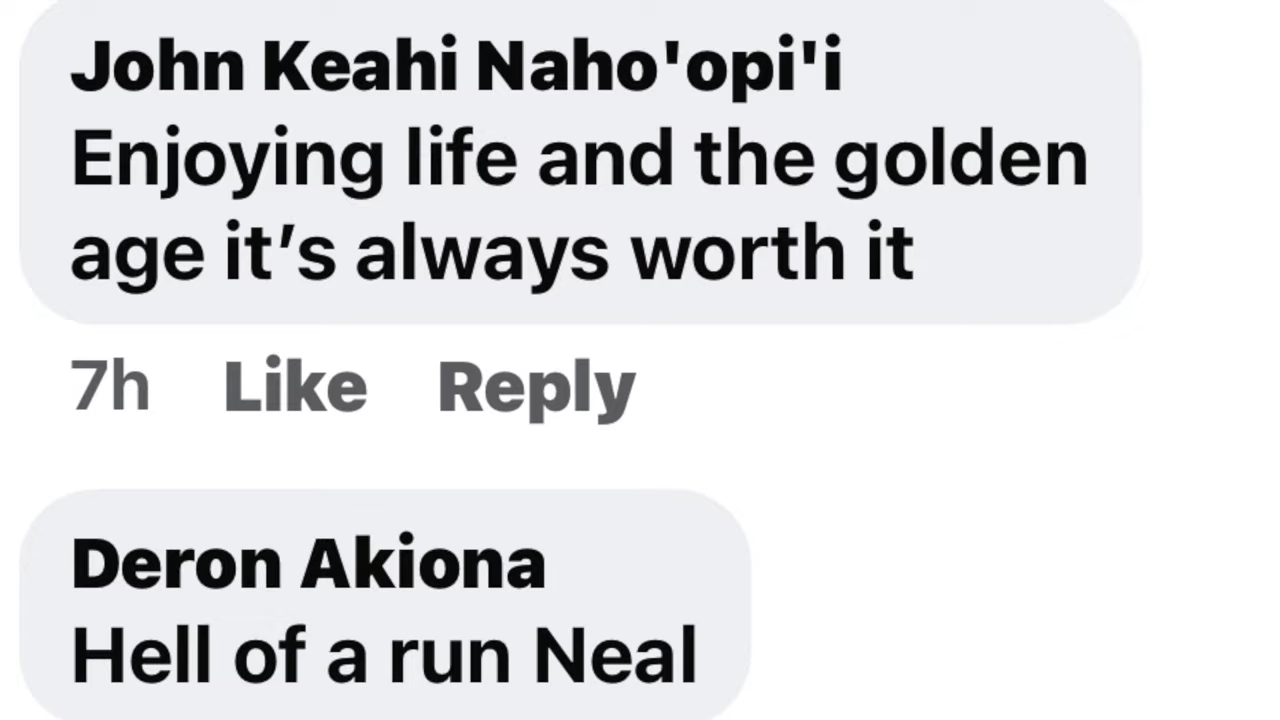 John Keahi Naho'opi'i
Enjoying life and the golden
age it’s always worth it
7h Like Reply
Deron Akiona
Hell of a run Neal